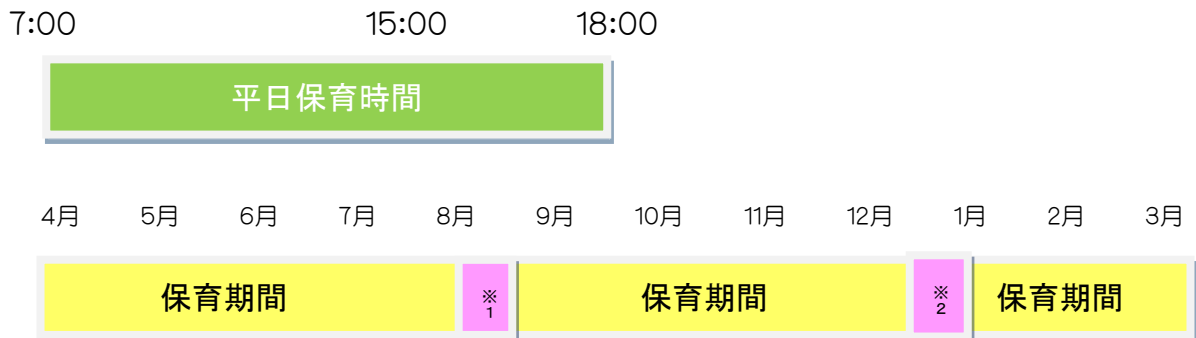 7:00 15:00 18:00
平日保育時間
4月 5月 6月 7月 8月 9月 10月 11月 12月 1月 2月 3月
保育期間 ※1 保育期間 ※2 保育期間